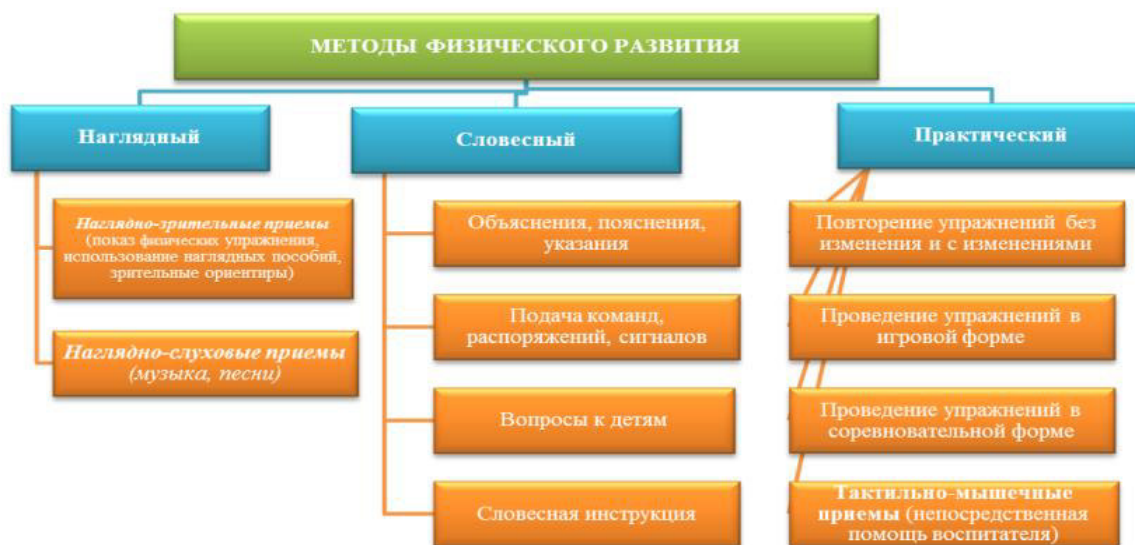 МЕТОДЫ ФИЗИЧЕСКОГО РАЗВИТИЯ
Наглядный
Наглядно-зрительные приемы
(показ физических упражнения,
использование наглядных пособий,
зрительные ориентиры)
Наглядно-слуховые приемы
(музыка, песни)
Словесный
Объяснения, пояснения,
указания
Подача команд,
распоряжений, сигналов
Вопросы к детям
Словесная инструкция
Практический
Повторение упражнений без
изменения и с изменениями
Проведение упражнений в
игровой форме
Проведение упражнений в
соревновательной форме
Тактильно-мышечные
приемы (непосредственная
помощь воспитателя)